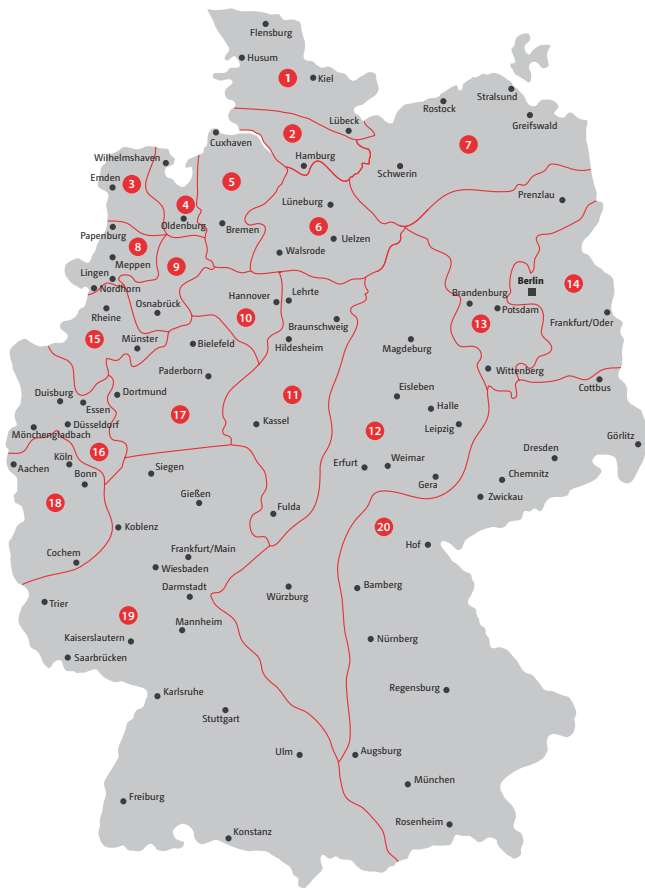 Flensburg
Husum
1
Kiel
Stralsund
Rostock
Greifswald
Lübeck
2
Cuxhaven
7
Wilhelmshaven
Hamburg
Schwerin
Emden
3
5
Prenzlau
4
Lüneburg
Oldenburg
Bremen
6
Papenburg
Uelzen
8
Walsrode
Meppen
9
Lingen
Berlin
14
Nordhorn
Hannover
Lehrte
Brandenburg
Osnabrück
Potsdam
Rheine
10
Frankfurt/Oder
Braunschweig
13
15
Münster
Bielefeld
Hildesheim
Magdeburg
Paderborn
Wittenberg
Cottbus
Duisburg
Dortmund
Eisleben
Essen
11
Halle
17
Düsseldorf
Kassel
Leipzig
Mönchengladbach
12
Görlitz
16
Köln
Dresden
Aachen
Bonn
Siegen
Erfurt
Weimar
Gera
Chemnitz
Zwickau
18
Gießen
Fulda
Koblenz
20
Hof
Cochem
Frankfurt/Main
Wiesbaden
Darmstadt
Würzburg
Bamberg
Trier
19
Mannheim
Kaiserslautern
Nürnberg
Saarbrücken
Karlsruhe
Regensburg
Stuttgart
Ulm
Augsburg
München
Freiburg
Rosenheim
Konstanz